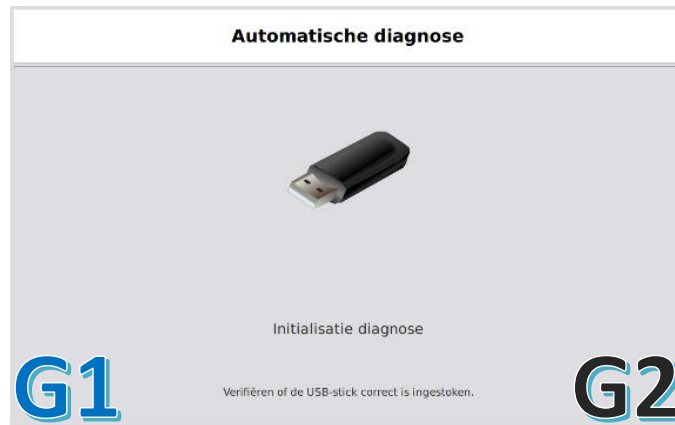 Automatische diagnose
Initialisatie diagnose
G1
Verifiëren of de USB-stick correct is ingestoken.
G2